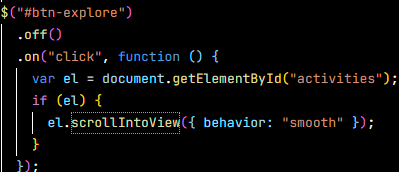 $("#btn-explore")
  .off()
  .on("click", function () {
    var el = document.getElementById("activities");
    if (el) {
      el.scrollIntoView({ behavior: "smooth" });
    }
  });